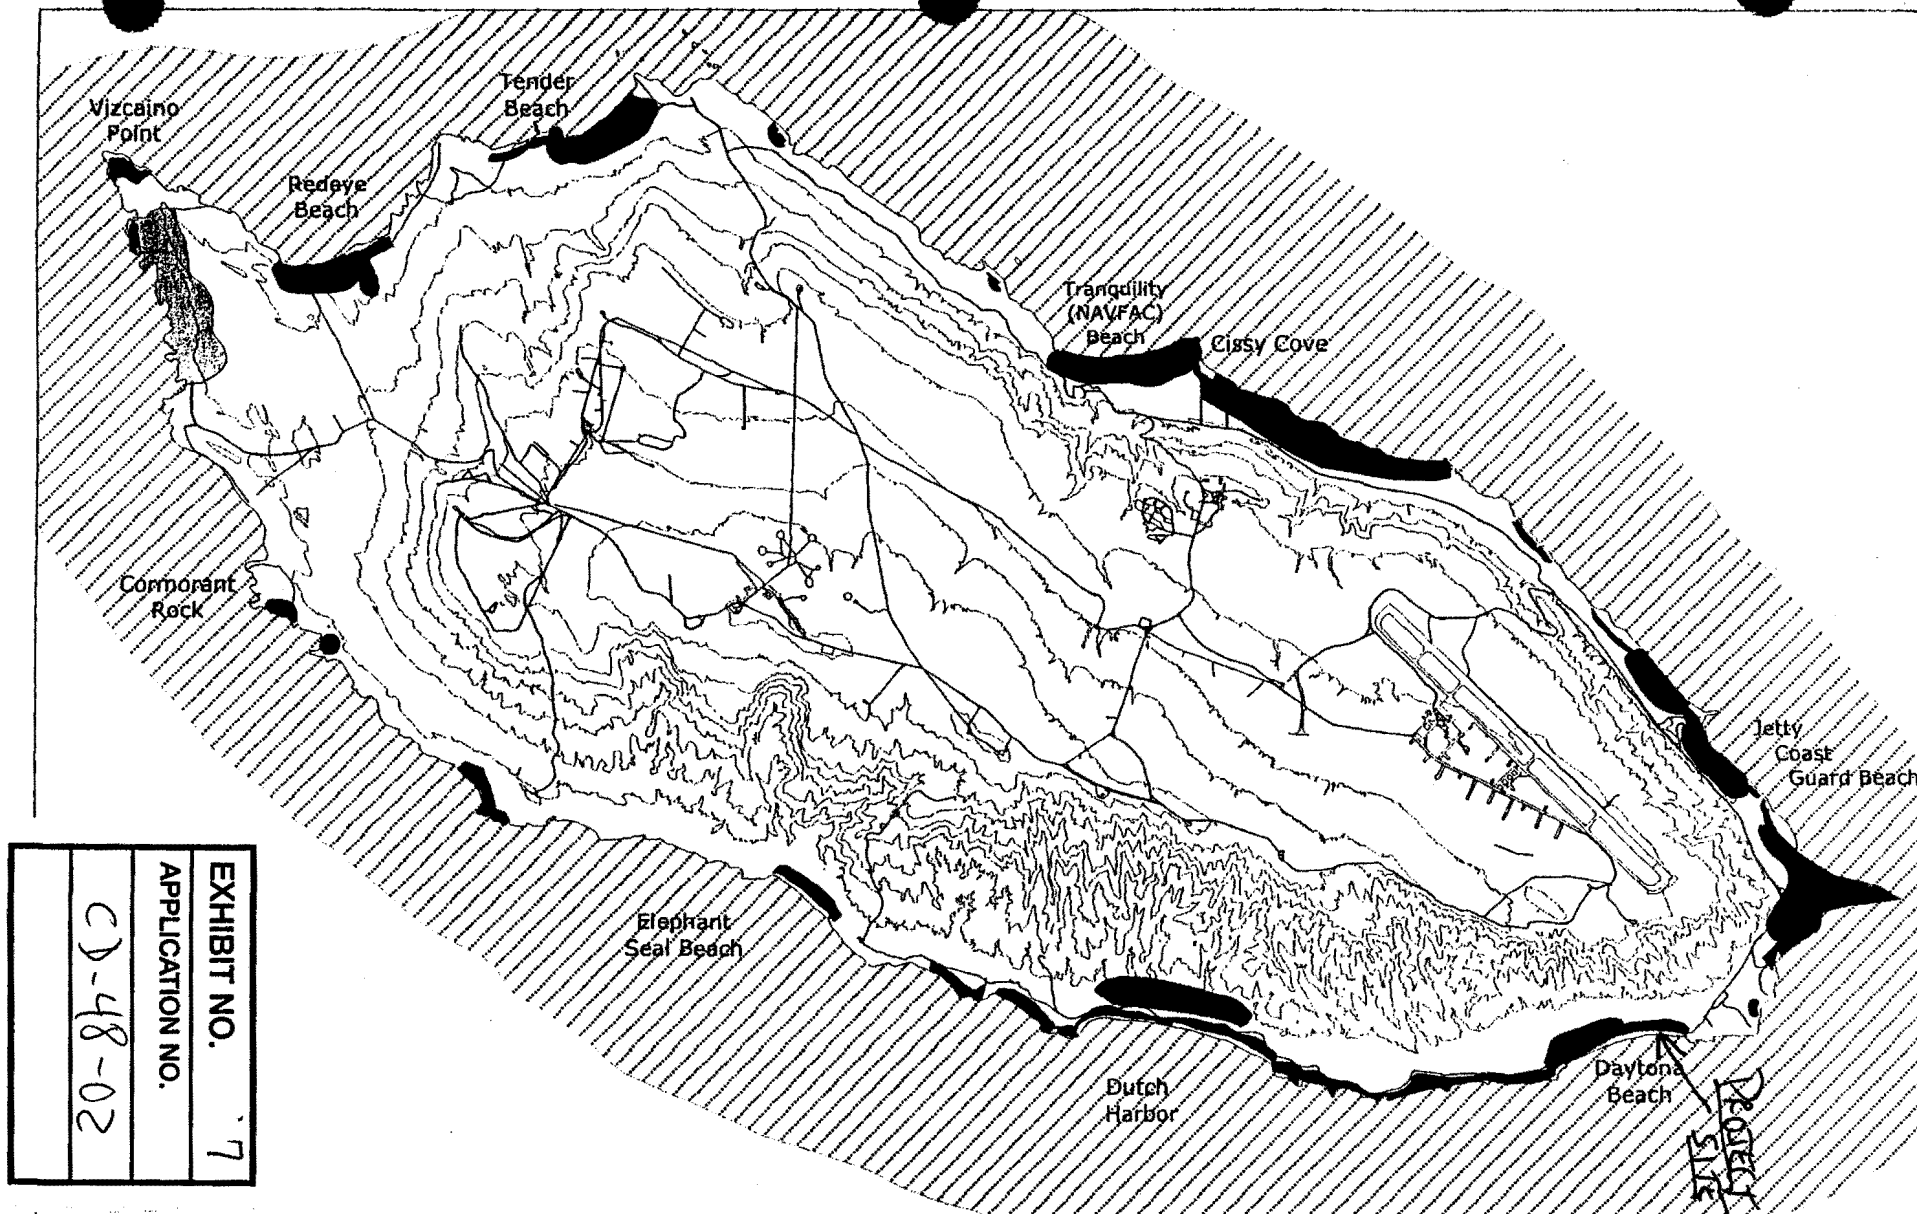 Tender
Beach
Vizcaino
Point
Redeye
Beach
Tranquility
(NAVFAC)
Beach
Cissy Cove
Cormorant
Rock
Jetty
Coast
Guard Beach
Elephant
Seal Beach
Dutch
Harbor
Daytona
Beach
PROJECT
SITE
EXHIBIT NO. 7
APPLICATION NO.
CD-48-02